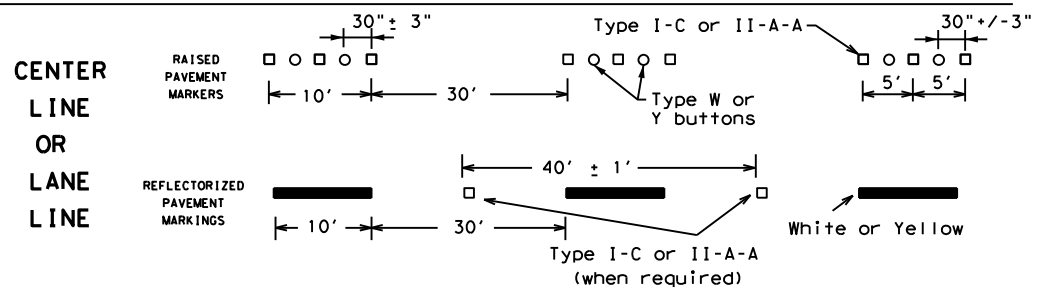 CENTER
LINE
OR
LANE
LINE
RAISED
PAVEMENT
MARKERS
30"± 3"
10'
30'
Type I-C or II-A-A
Type W or
Y buttons
30"+/-3"
5'
5'
REFLECTORIZED
PAVEMENT
MARKINGS
10'
30'
40' ± 1'
Type I-C or II-A-A
(when required)
White or Yellow